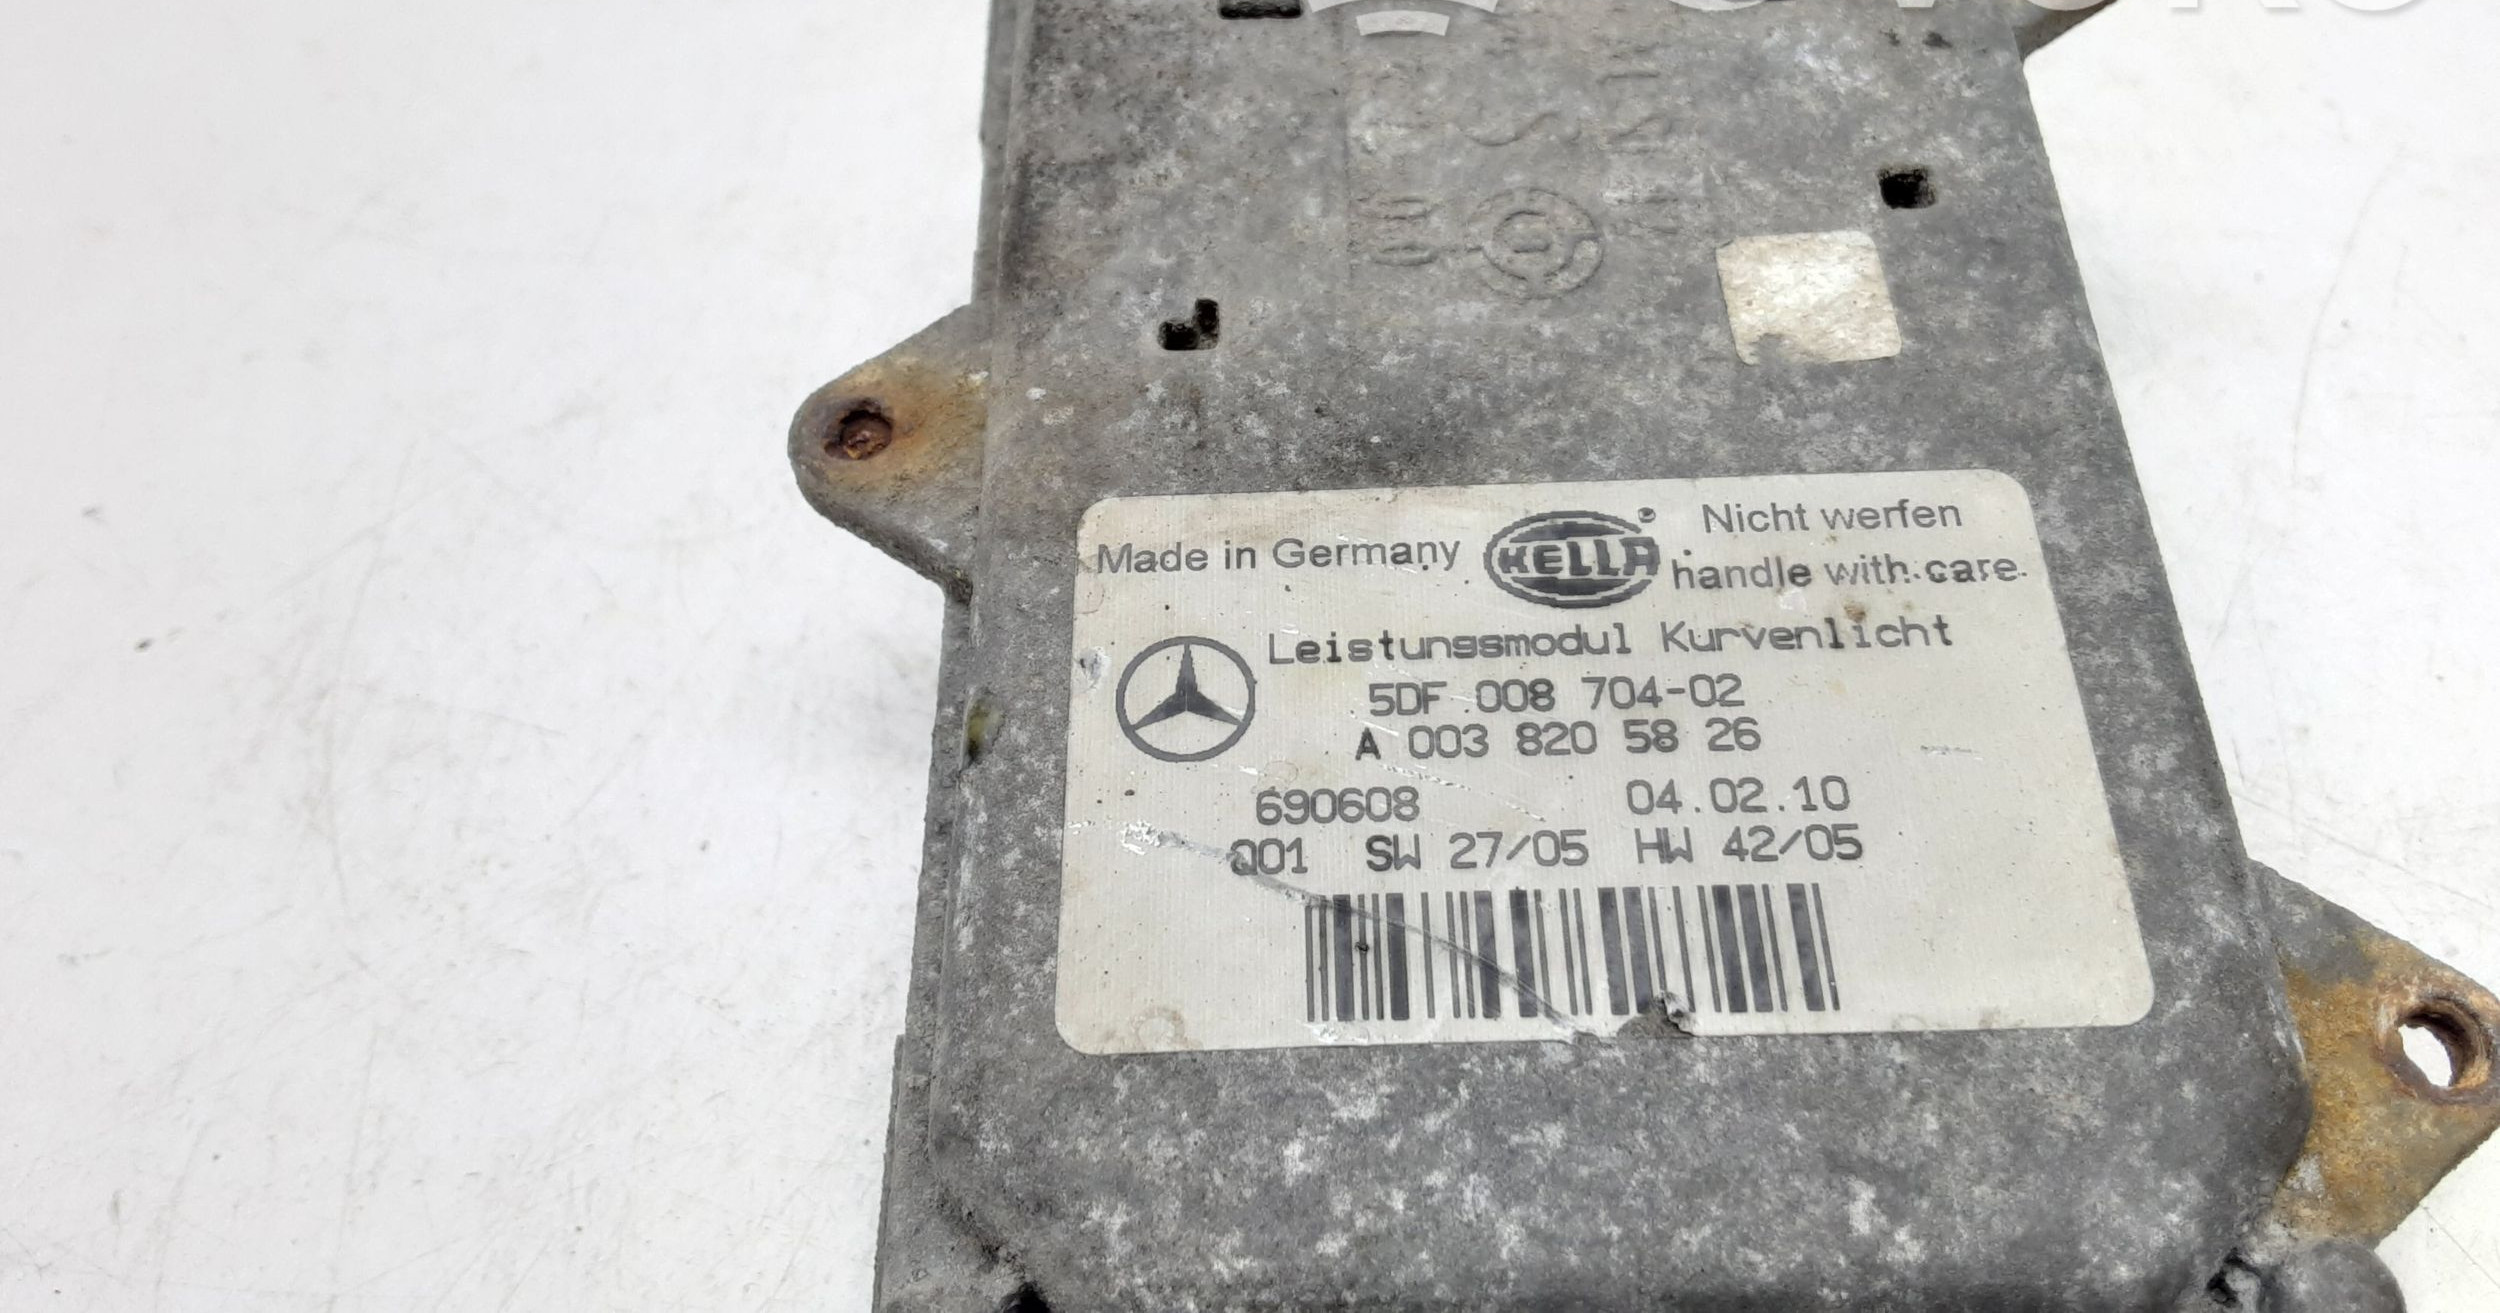 Made in Germany
HELLA
Nicht werfen
handle with care
Leistungsmodul Kurvenlicht
5DF 008 704-02
A 003 820 58 26
690608 04.02.10
Q01 SW 27/05 HW 42/05